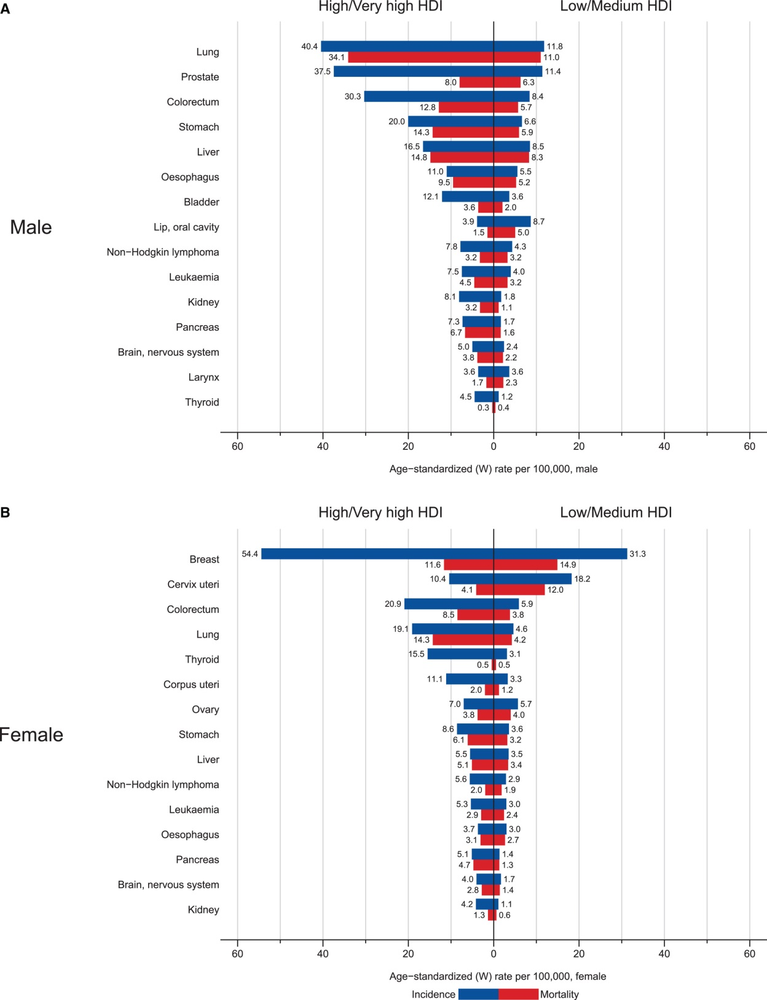 A
High/Very high HDI Low/Medium HDI
40.4 11.8
Lung
34.1 11.0
37.5 11.4
Prostate
8.0 6.3
30.3 8.4
Colorectum
12.8 5.7
20.0 6.6
Stomach
14.3 5.9
16.5 8.5
Liver
14.8 8.3
11.0 5.5
Oesophagus
9.5 5.2
12.1 3.6
Bladder
3.6 2.0
Male
3.9 8.7
Lip, oral cavity
1.5 5.0
7.8 4.3
Non−Hodgkin lymphoma
3.2 3.2
7.5 4.0
Leukaemia
4.5 3.2
8.1 1.8
Kidney
3.2 1.1
7.3 1.7
Pancreas
6.7 1.6
5.0 2.4
Brain, nervous system
3.8 2.2
3.6 3.6
Larynx
1.7 2.3
4.5 1.2
Thyroid
0.3 0.4
60 40 20 0 20 40 60
Age−standardized (W) rate per 100,000, male
B
High/Very high HDI Low/Medium HDI
54.4 31.3
Breast
11.6 14.9
10.4 18.2
Cervix uteri
4.1 12.0
20.9 5.9
Colorectum
8.5 3.8
19.1 4.6
Lung
14.3 4.2
15.5 3.1
Thyroid
0.5 0.5
11.1 3.3
Corpus uteri
2.0 1.2
7.0 5.7
Ovary
3.8 4.0
Female
8.6 3.6
Stomach
6.1 3.2
5.5 3.5
Liver
5.1 3.4
5.6 2.9
Non−Hodgkin lymphoma
2.0 1.9
5.3 3.0
Leukaemia
2.9 2.4
3.7 3.0
Oesophagus
3.1 2.7
5.1 1.4
Pancreas
4.7 1.3
4.0 1.7
Brain, nervous system
2.8 1.4
4.2 1.1
Kidney
1.3 0.6
60 40 20 0 20 40 60
Age−standardized (W) rate per 100,000, female
Incidence Mortality